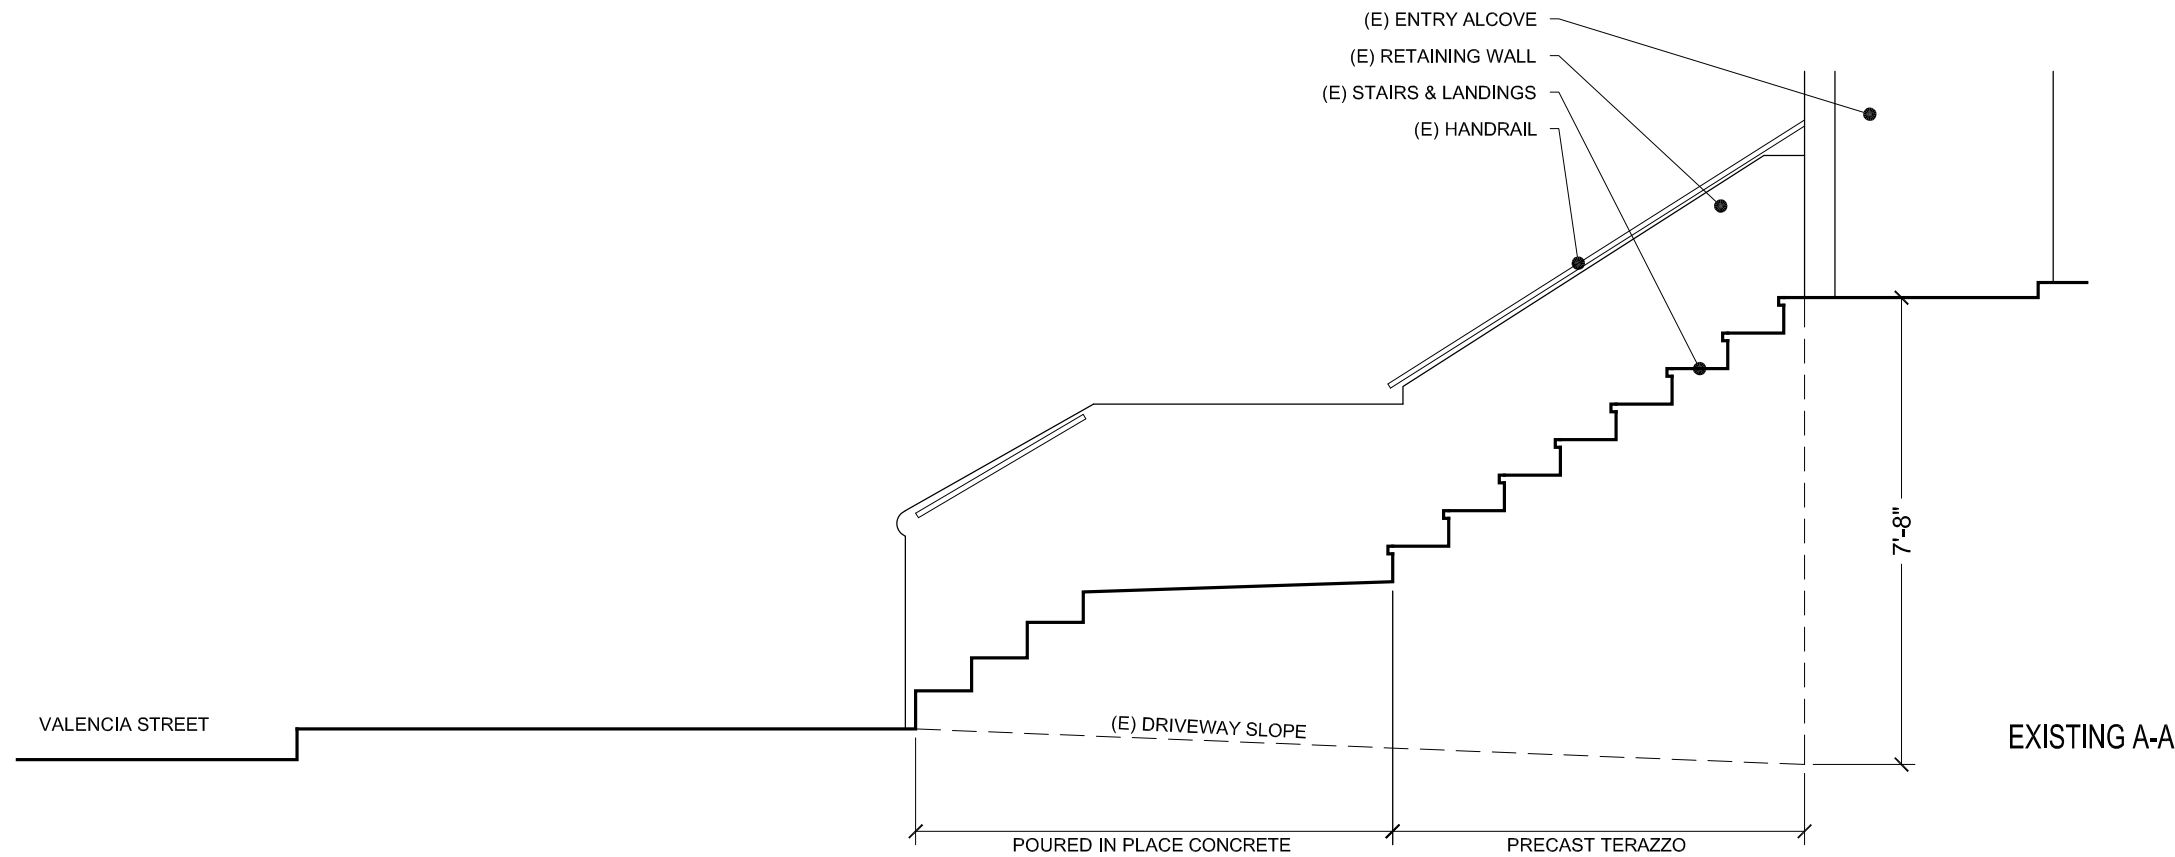 (E) ENTRY ALCOVE
(E) RETAINING WALL
(E) STAIRS & LANDINGS
(E) HANDRAIL
7'-8"
VALENCIA STREET
(E) DRIVEWAY SLOPE
EXISTING A-A
POURED IN PLACE CONCRETE
PRECAST TERAZZO